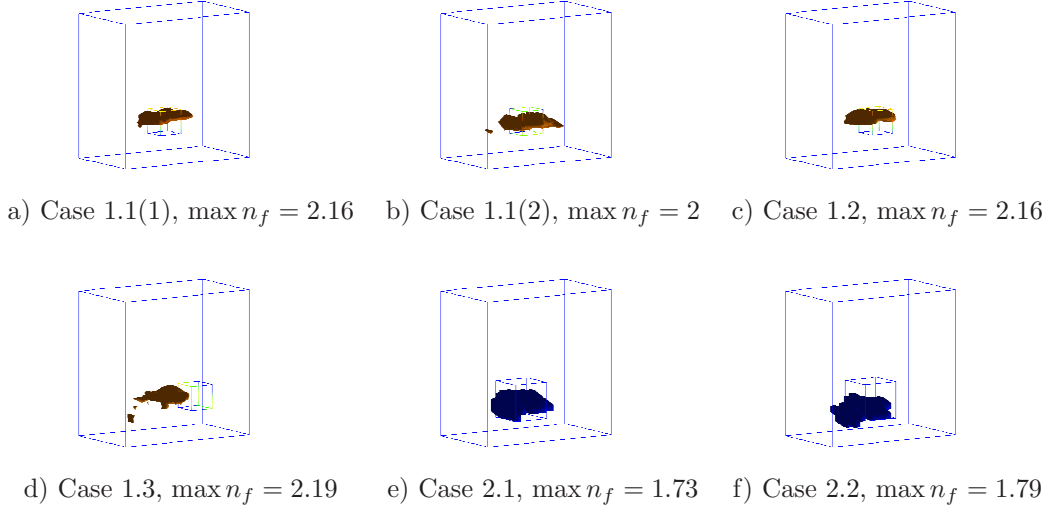 a) Case 1.1(1), max n_f = 2.16
b) Case 1.1(2), max n_f = 2
c) Case 1.2, max n_f = 2.16
d) Case 1.3, max n_f = 2.19
e) Case 2.1, max n_f = 1.73
f) Case 2.2, max n_f = 1.79